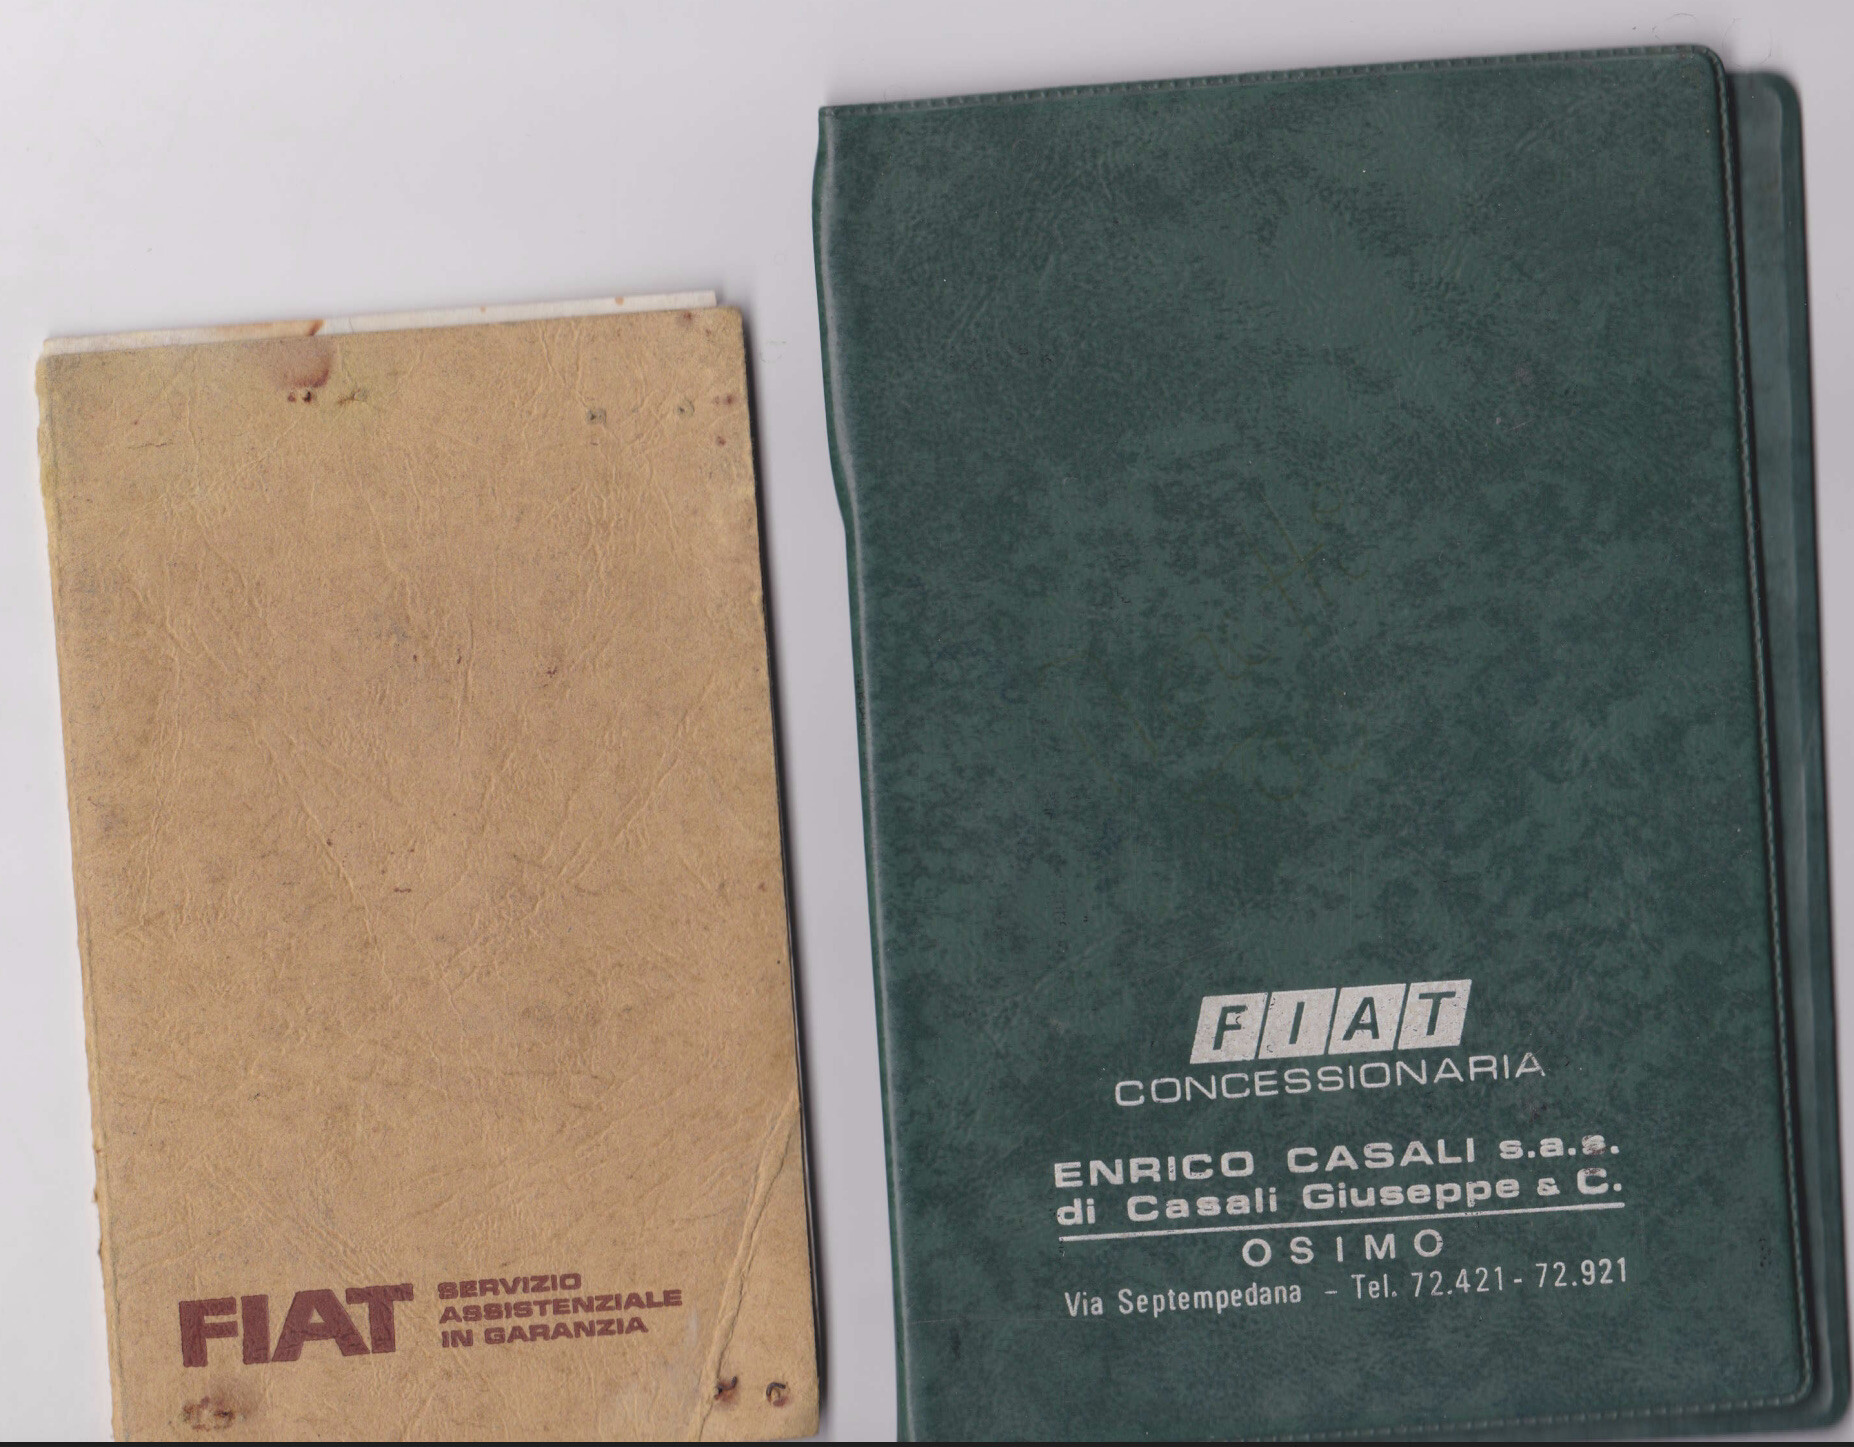 FIAT
SERVIZIO
ASSISTENZIALE
IN GARANZIA
FIAT
CONCESSIONARIA
ENRICO CASALI s.a.s.
di Casali Giuseppe & C.
OSIMO
Via Septempedana - Tel. 72.421 - 72.921